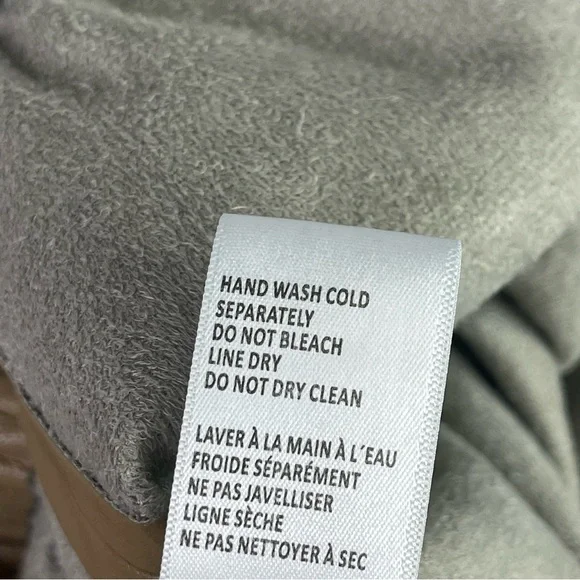 HAND WASH COLD
SEPARATELY
DO NOT BLEACH
LINE DRY
DO NOT DRY CLEAN
LAVER À LA MAIN À L´EAU
FROIDE SÉPARÉMENT
NE PAS JAVELLISER
LIGNE SÈCHE
NE PAS NETTOYER À SEC